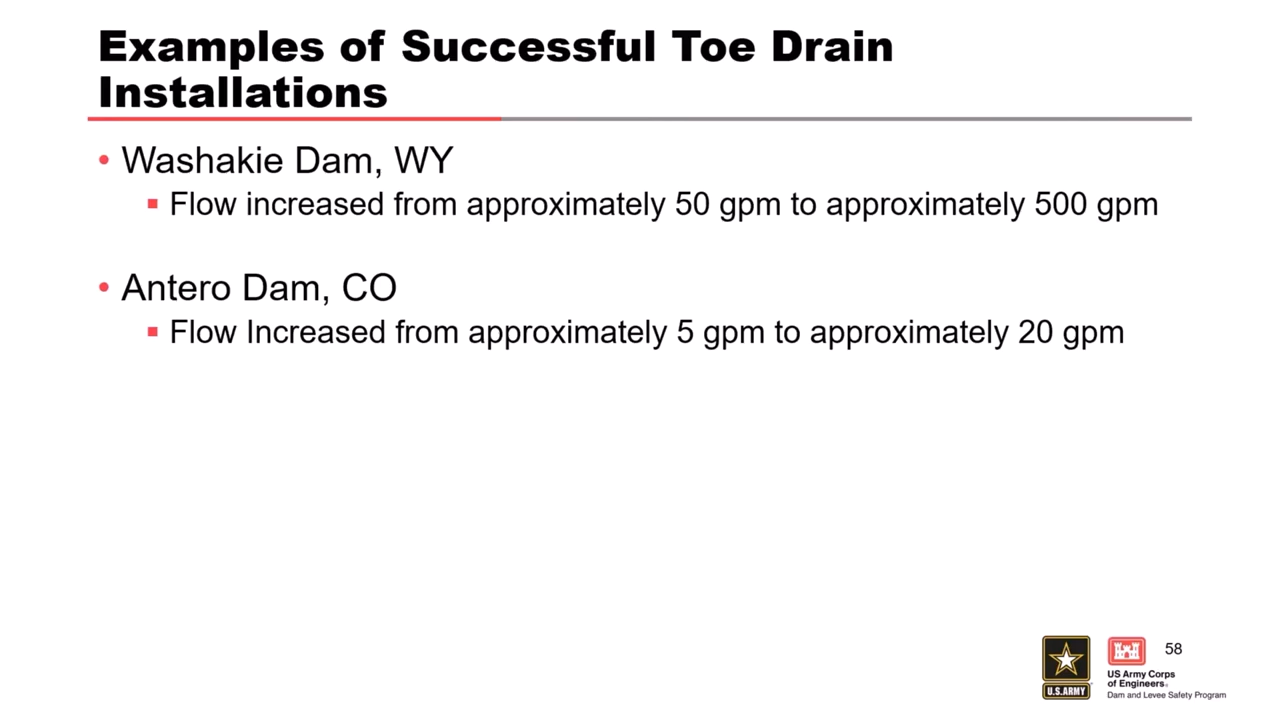 Examples of Successful Toe Drain
Installations
• Washakie Dam, WY
▪ Flow increased from approximately 50 gpm to approximately 500 gpm
• Antero Dam, CO
▪ Flow Increased from approximately 5 gpm to approximately 20 gpm
58
U.S.ARMY
US Army Corps
of Engineers®
Dam and Levee Safety Program